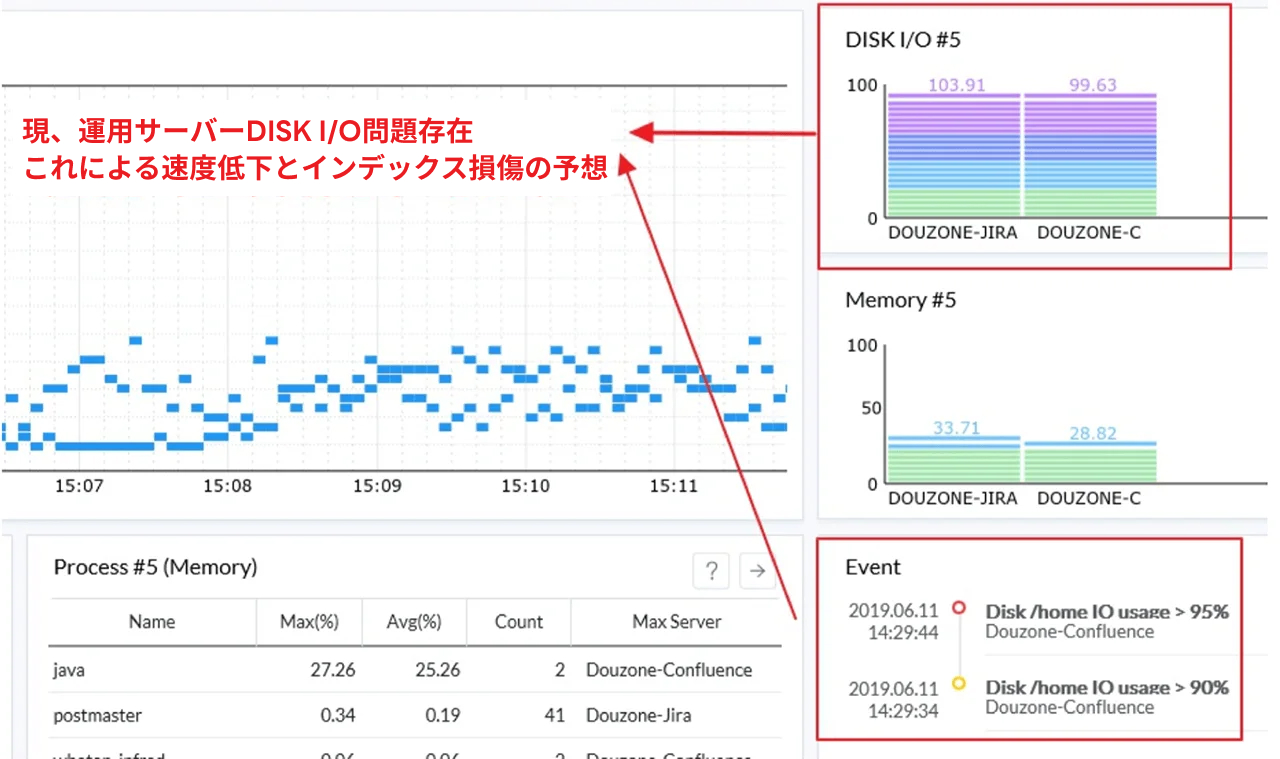 現、運用サーバーDISK I/O問題存在
これによる速度低下とインデックス損傷の予想
15:07 15:08 15:09 15:10 15:11
DISK I/O #5
100
103.91 99.63
0
DOUZONE-JIRA DOUZONE-C
Memory #5
100
50
33.71 28.82
0
DOUZONE-JIRA DOUZONE-C
Process #5 (Memory)
? →
Name Max(%) Avg(%) Count Max Server
java 27.26 25.26 2 Douzone-Confluence
postmaster 0.34 0.19 41 Douzone-Jira
Event
2019.06.11 Disk /home IO usage > 95%
14:29:44 Douzone-Confluence
2019.06.11 Disk /home IO usage > 90%
14:29:34 Douzone-Confluence